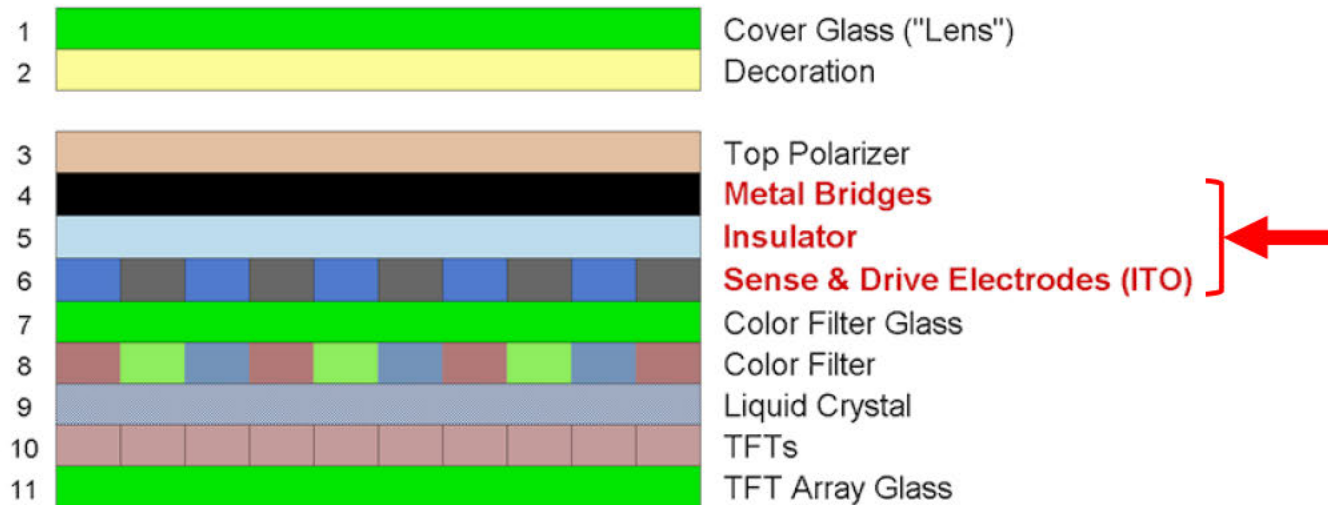 1 Cover Glass ("Lens")
2 Decoration
3 Top Polarizer
4 Metal Bridges
5 Insulator
6 Sense & Drive Electrodes (ITO)
7 Color Filter Glass
8 Color Filter
9 Liquid Crystal
10 TFTs
11 TFT Array Glass